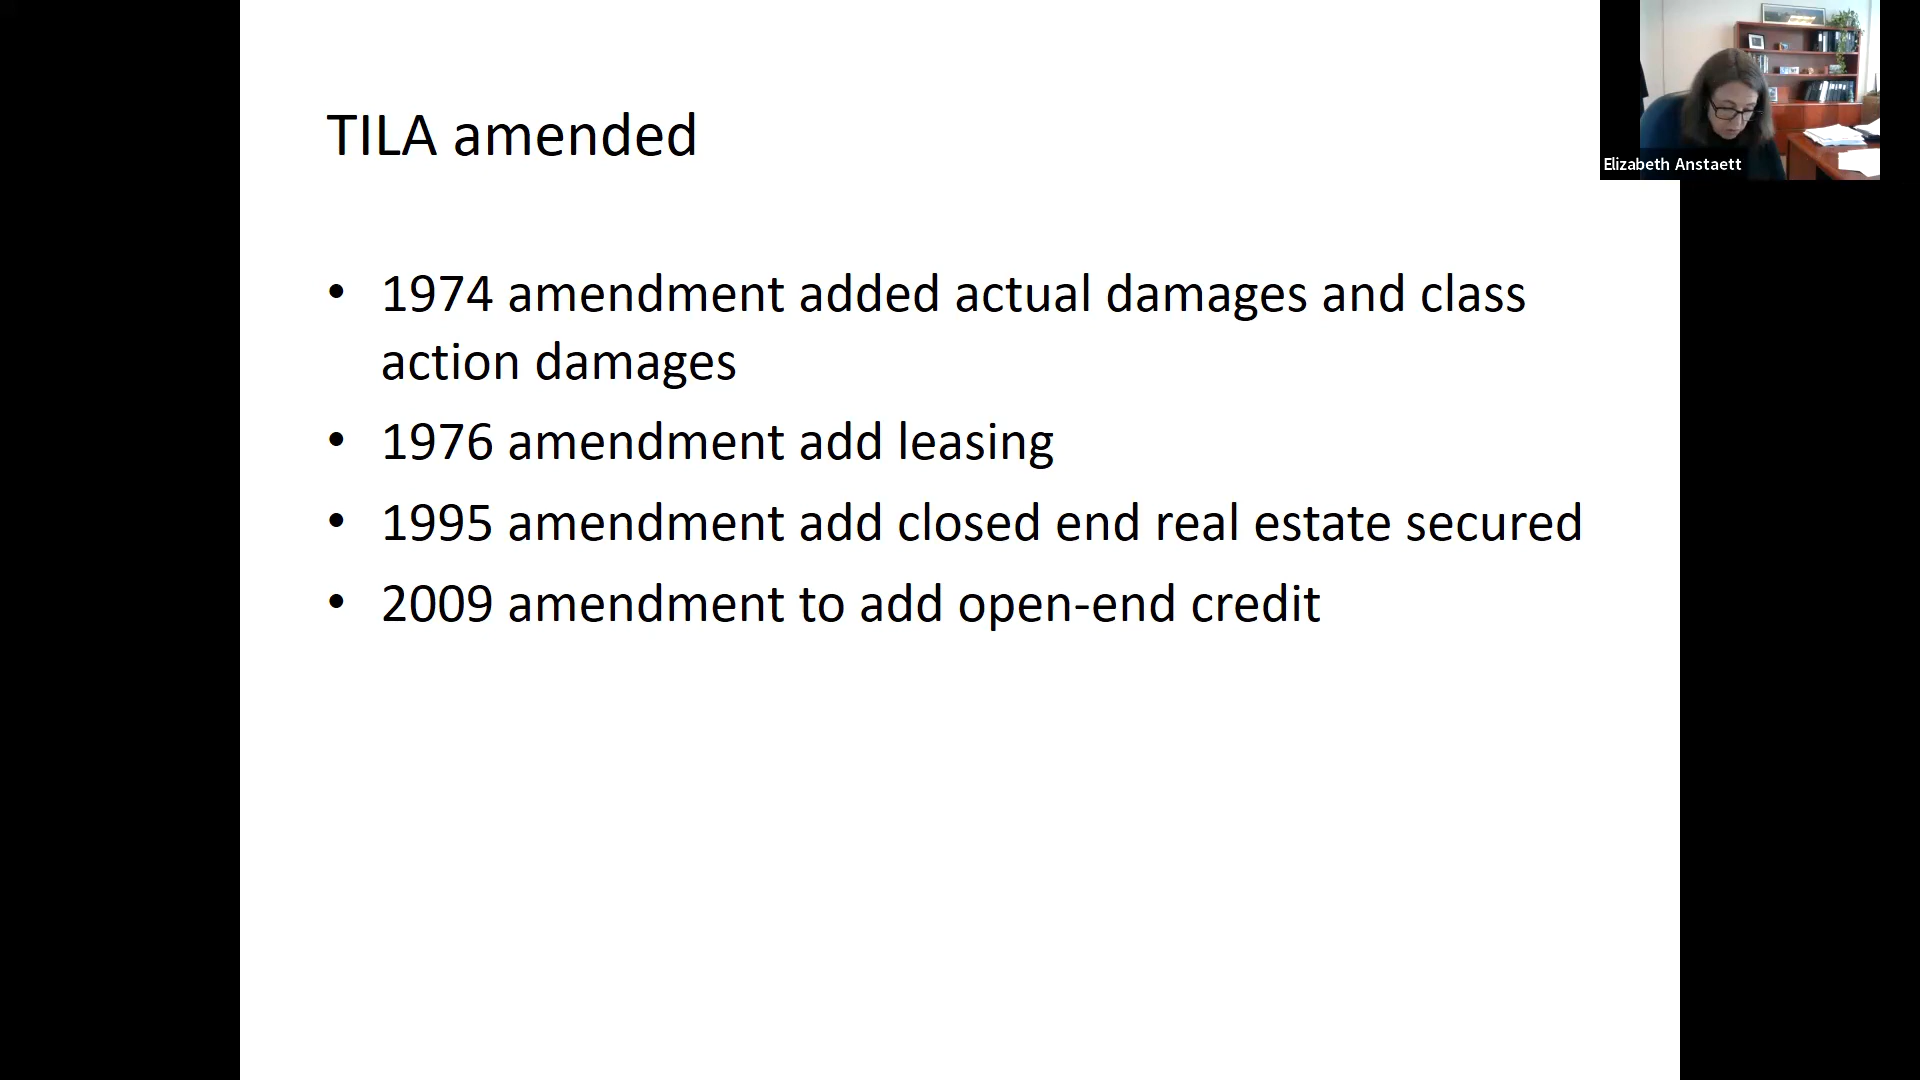 TILA amended
• 1974 amendment added actual damages and class
action damages
• 1976 amendment add leasing
• 1995 amendment add closed end real estate secured
• 2009 amendment to add open-end credit
Elizabeth Anstaett